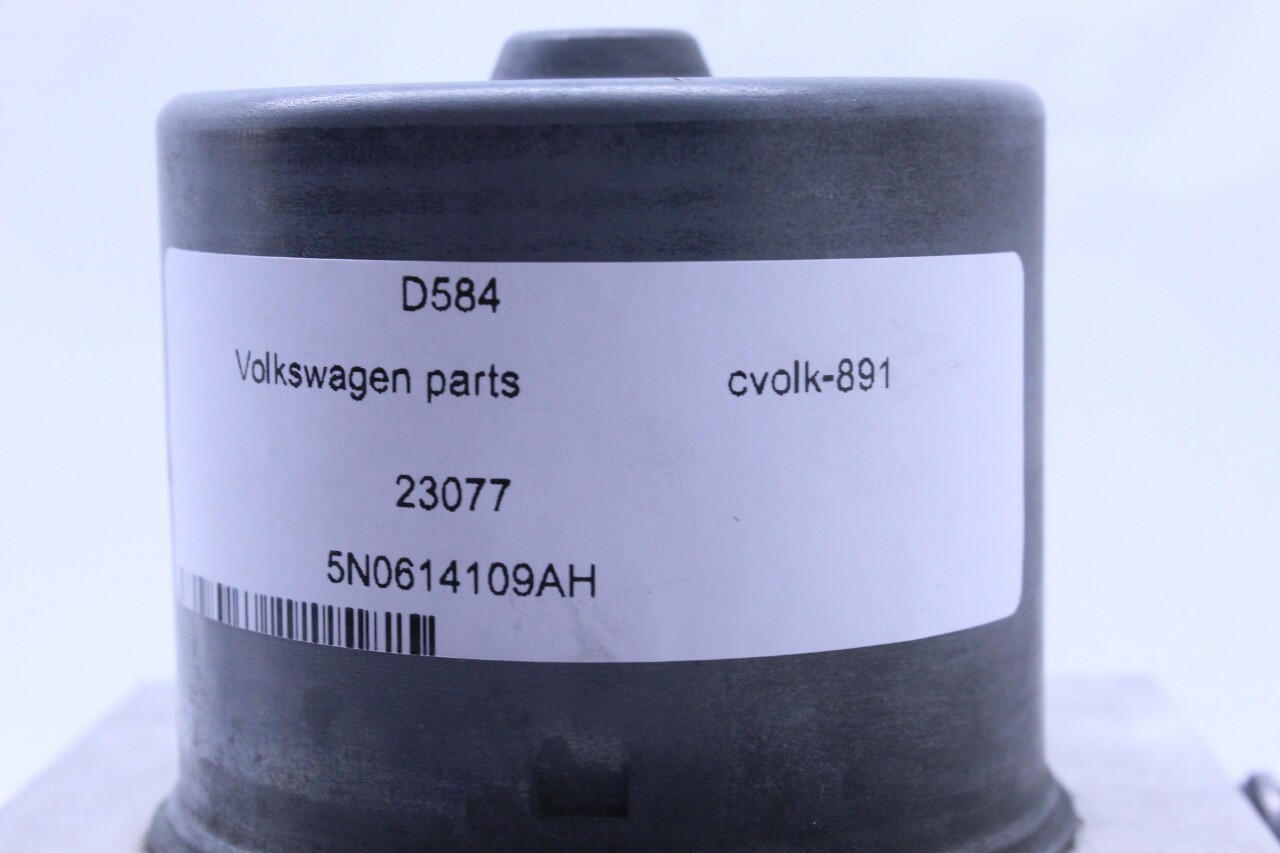 D584
Volkswagen parts cvolk-891
23077
5N0614109AH